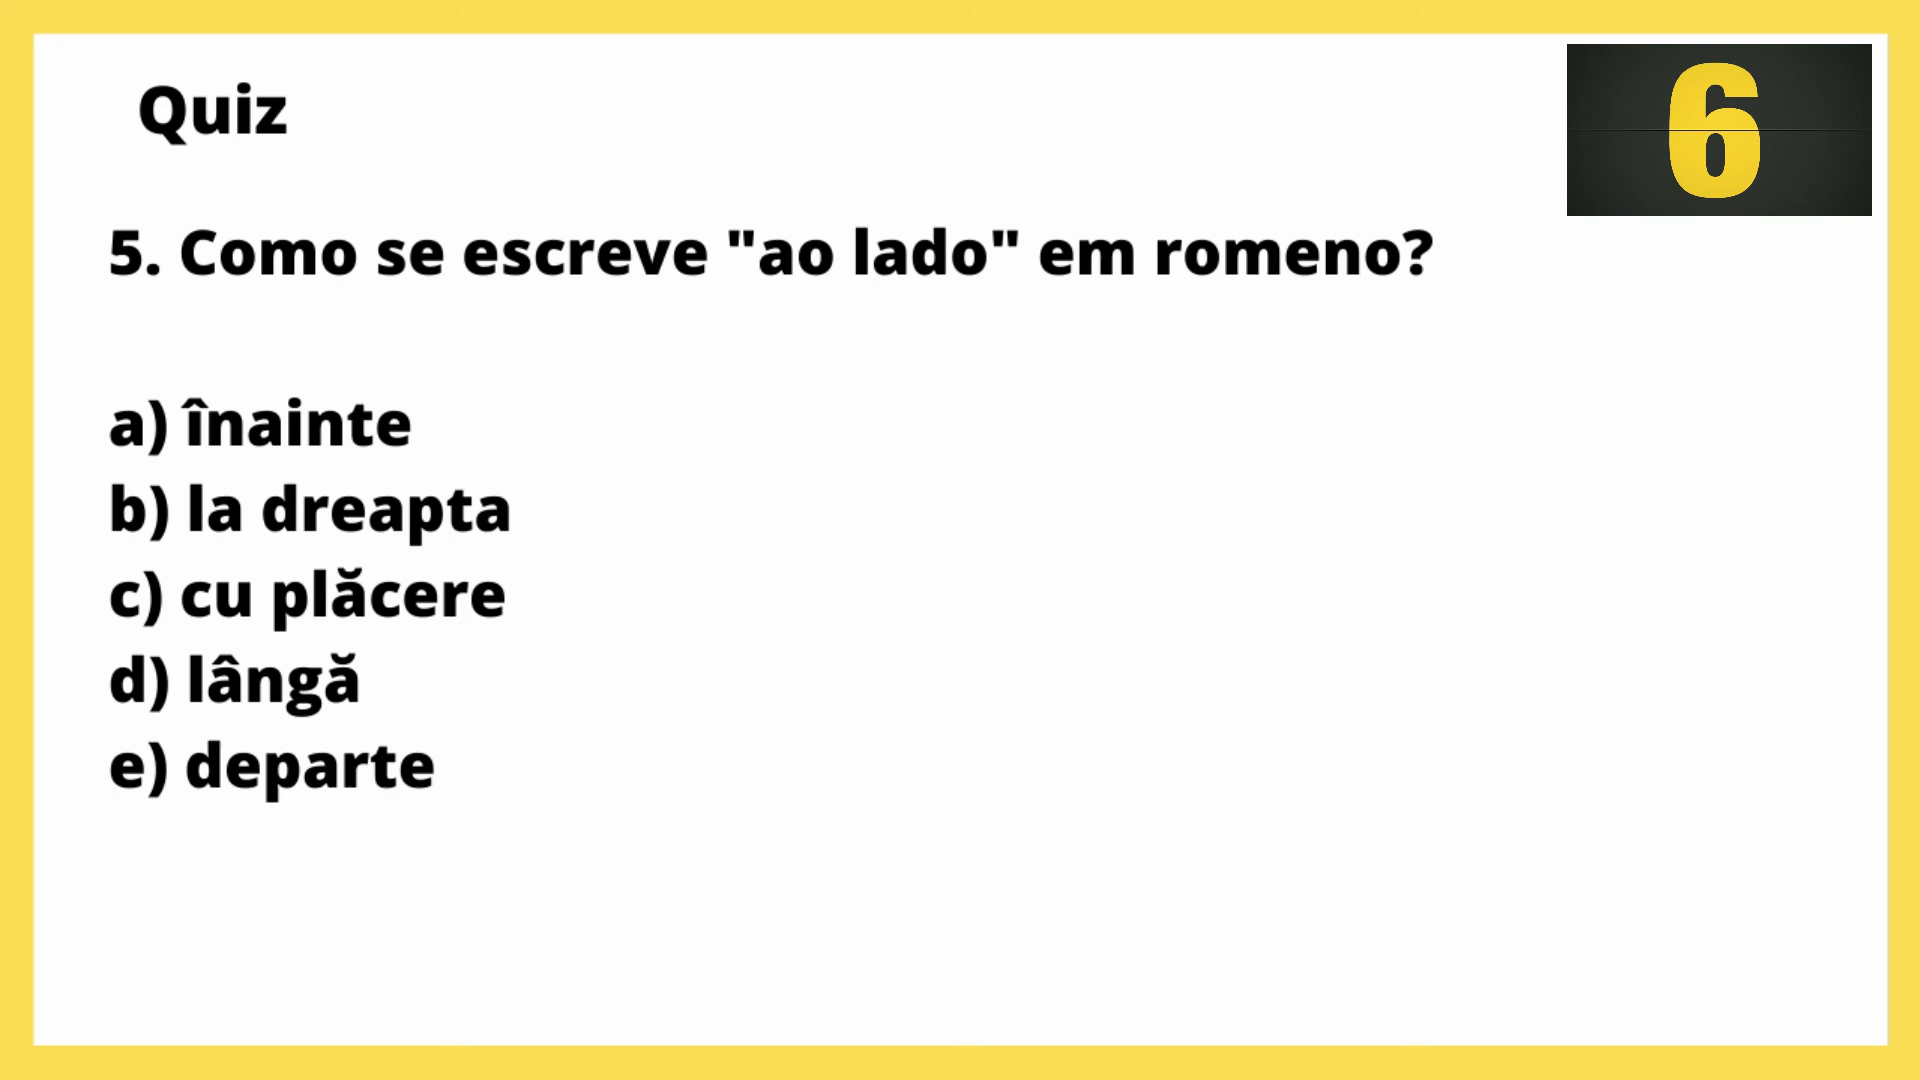 Quiz
6
5. Como se escreve "ao lado" em romeno?
a) înainte
b) la dreapta
c) cu plăcere
d) lângă
e) departe